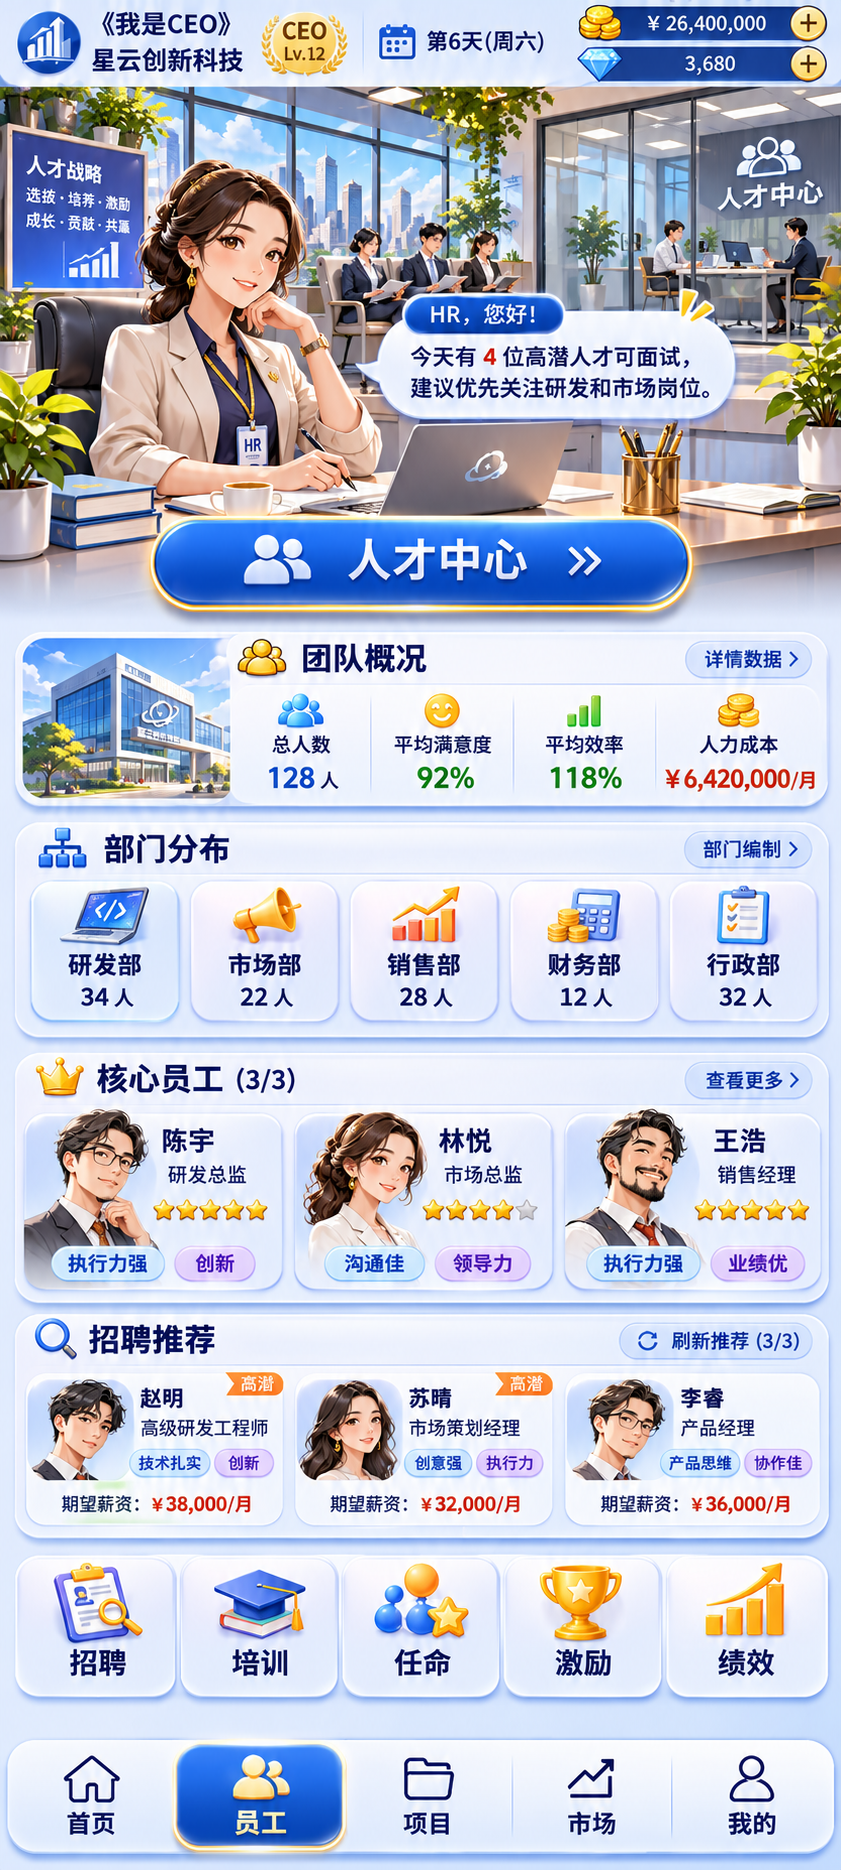 《我是CEO》
星云创新科技
CEO
Lv.12
第6天(周六)
¥ 26,400,000
3,680
人才战略
选拔·培养·激励
成长·贡献·共赢
人才中心
HR，您好！
今天有 4 位高潜人才可面试，
建议优先关注研发和市场岗位。
HR
人才中心
团队概况
详情数据
总人数
128 人
平均满意度
92%
平均效率
118%
人力成本
¥6,420,000/月
部门分布
部门编制
研发部
34 人
市场部
22 人
销售部
28 人
财务部
12 人
行政部
32 人
核心员工 (3/3)
查看更多
陈宇
研发总监
执行力强
创新
林悦
市场总监
沟通佳
领导力
王浩
销售经理
执行力强
业绩优
招聘推荐
刷新推荐 (3/3)
赵明
高潜
高级研发工程师
技术扎实
创新
期望薪资：¥38,000/月
苏晴
高潜
市场策划经理
创意强
执行力
期望薪资：¥32,000/月
李睿
产品经理
产品思维
协作佳
期望薪资：¥36,000/月
招聘
培训
任命
激励
绩效
首页
员工
项目
市场
我的